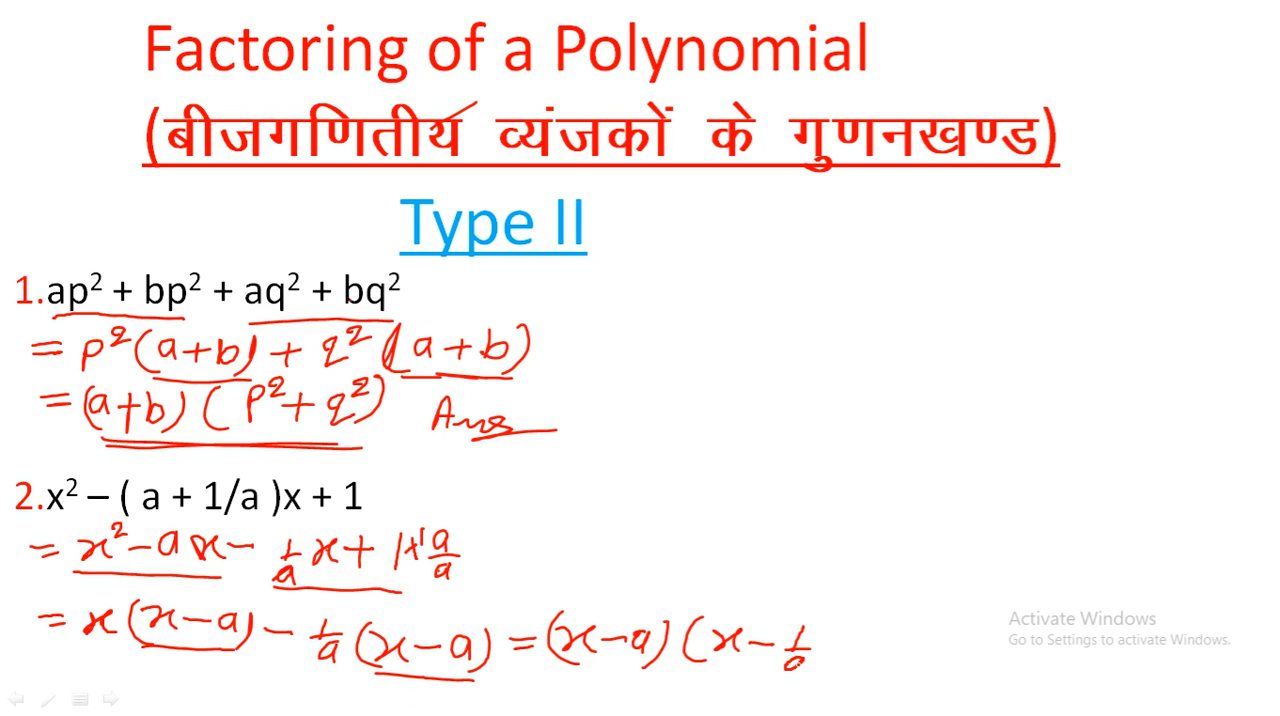 Factoring of a Polynomial
(बीजगणितीय व्यंजकों के गुणनखण्ड)
Type II
1.ap² + bp² + aq² + bq²
= p²(a+b) + q²(a+b)
= (a+b)(p²+q²) Ans
2.x² – ( a + 1/a )x + 1
= x² – ax – 1/a x + 1×a/a
= x(x–a) – 1/a (x–a) = (x–a)(x – 1/a
Activate Windows
Go to Settings to activate Windows.